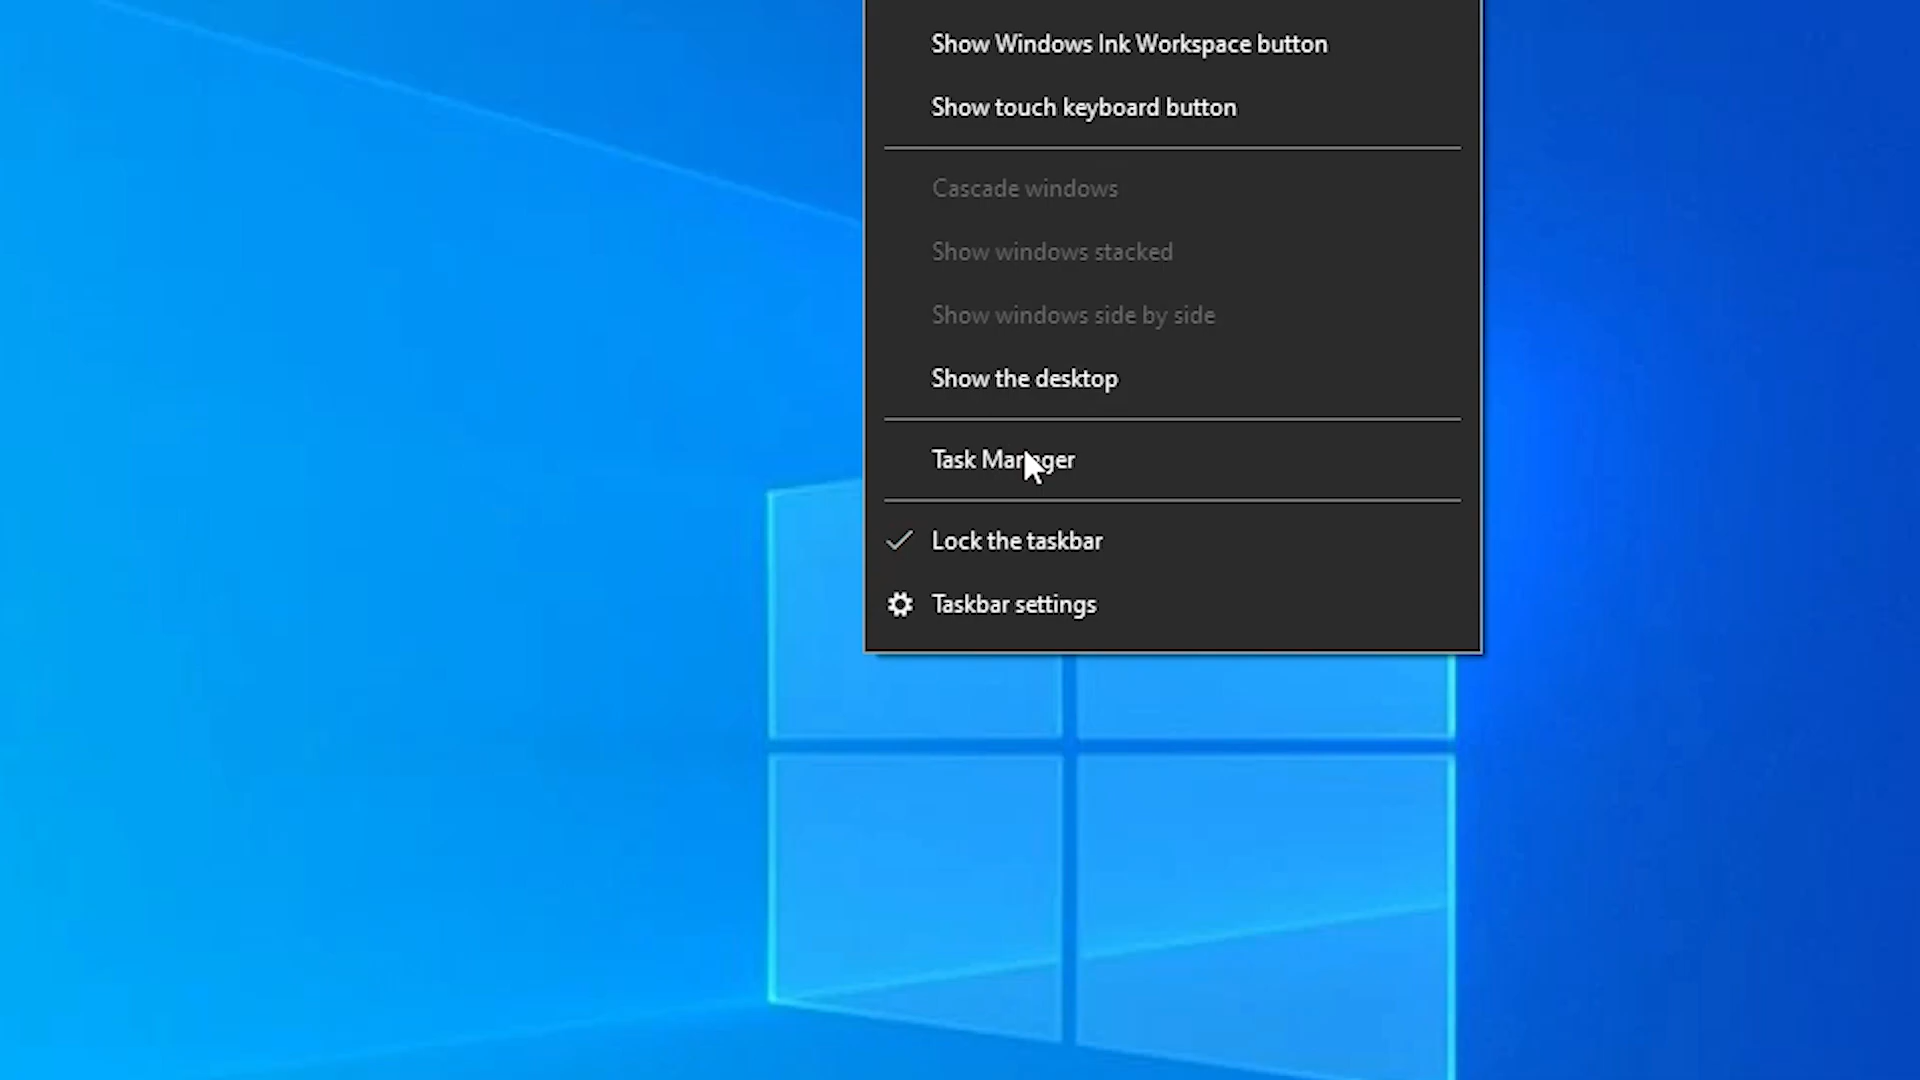 Show Windows Ink Workspace button
Show touch keyboard button
Cascade windows
Show windows stacked
Show windows side by side
Show the desktop
Task Manager
Lock the taskbar
Taskbar settings